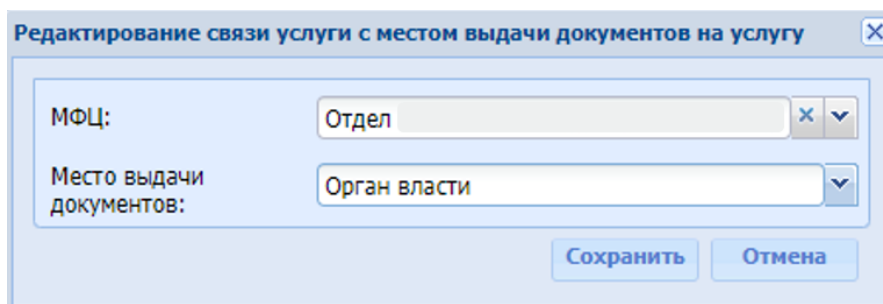 Редактирование связи услуги с местом выдачи документов на услугу
МФЦ:
Отдел
Место выдачи
документов:
Орган власти
Сохранить
Отмена